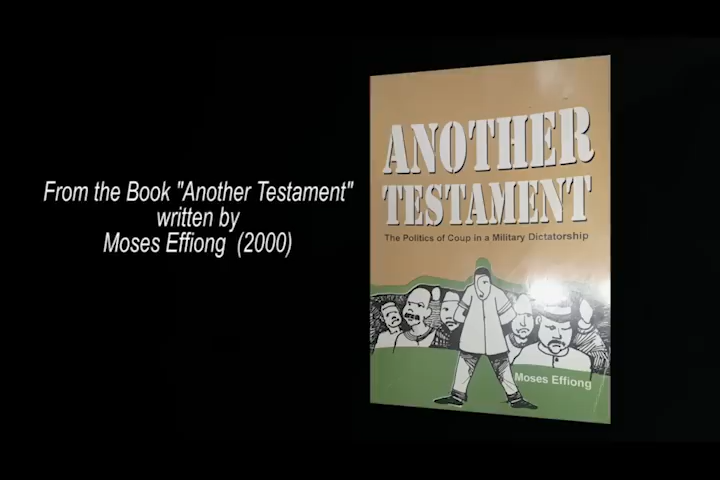 From the Book "Another Testament"
written by
Moses Effiong (2000)
ANOTHER
TESTAMENT
The Politics of Coup in a Military Dictatorship
Moses Effiong